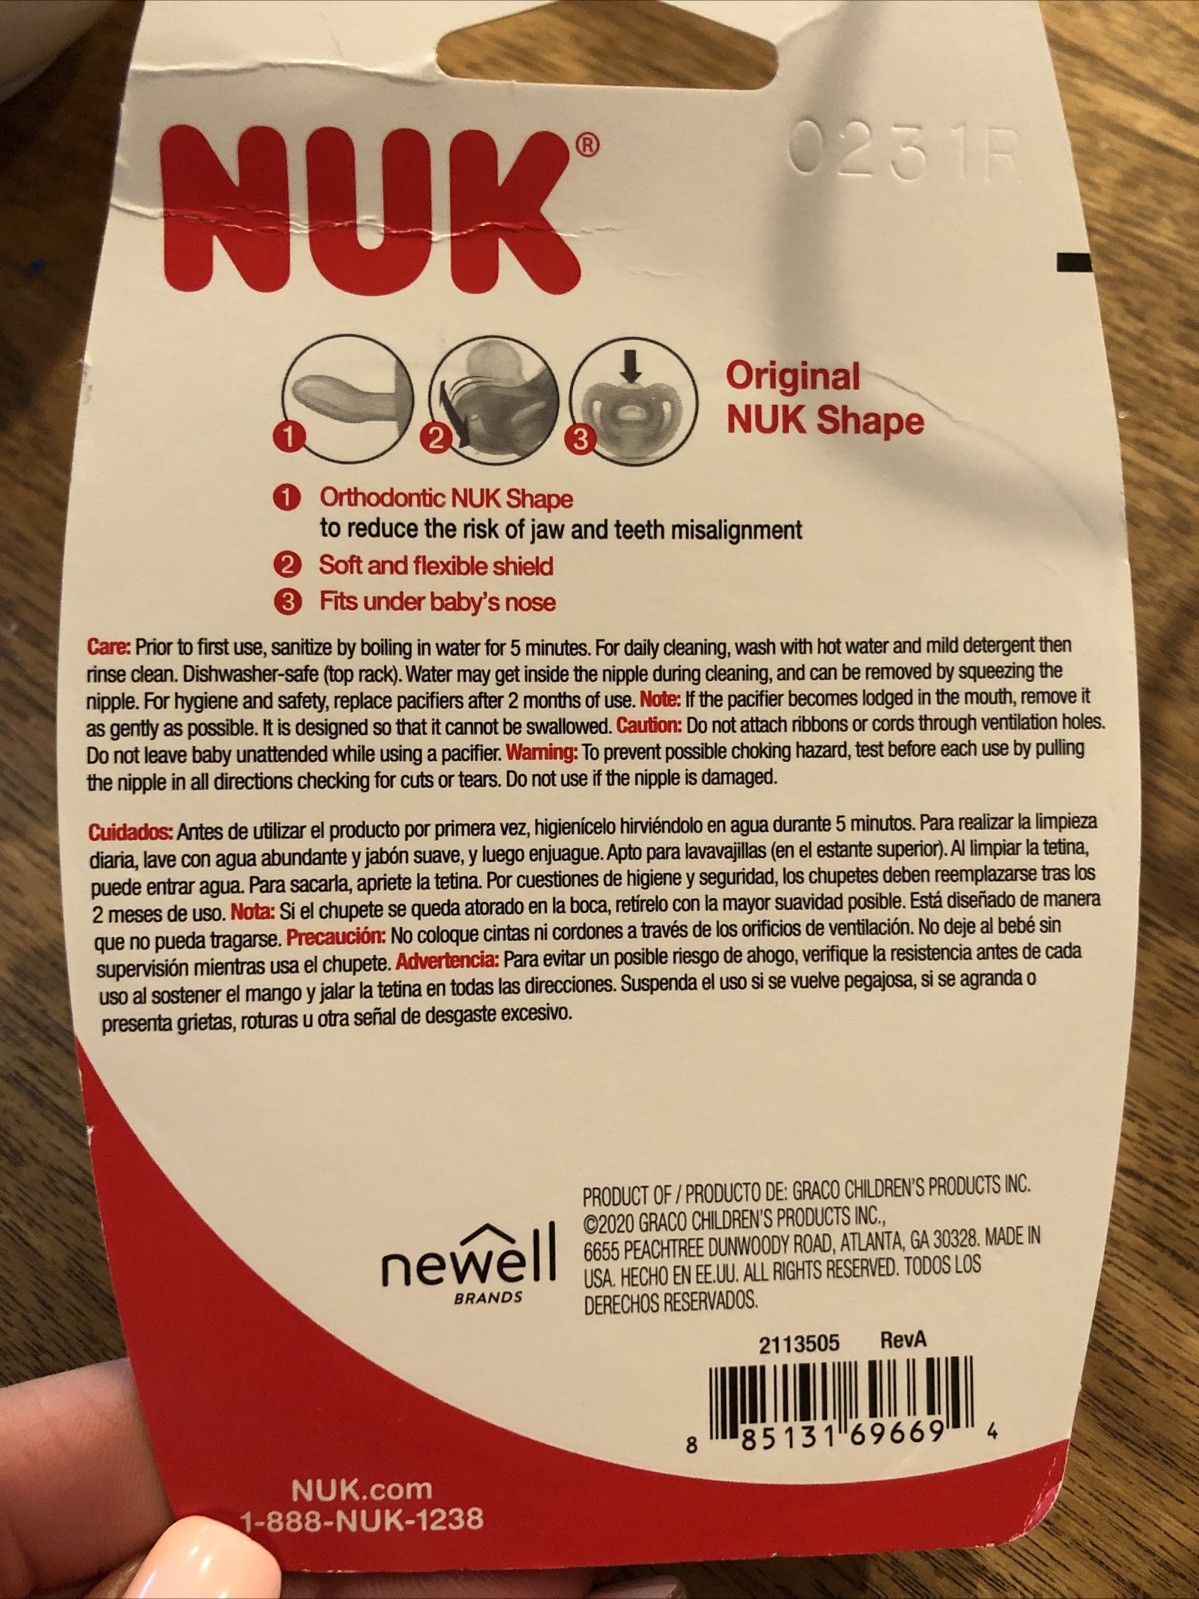 NUK®
0231R
1 2 3
Original
NUK Shape
1 Orthodontic NUK Shape
to reduce the risk of jaw and teeth misalignment
2 Soft and flexible shield
3 Fits under baby's nose
Care: Prior to first use, sanitize by boiling in water for 5 minutes. For daily cleaning, wash with hot water and mild detergent then
rinse clean. Dishwasher-safe (top rack). Water may get inside the nipple during cleaning, and can be removed by squeezing the
nipple. For hygiene and safety, replace pacifiers after 2 months of use. Note: If the pacifier becomes lodged in the mouth, remove it
as gently as possible. It is designed so that it cannot be swallowed. Caution: Do not attach ribbons or cords through ventilation holes.
Do not leave baby unattended while using a pacifier. Warning: To prevent possible choking hazard, test before each use by pulling
the nipple in all directions checking for cuts or tears. Do not use if the nipple is damaged.
Cuidados: Antes de utilizar el producto por primera vez, higienícelo hirviéndolo en agua durante 5 minutos. Para realizar la limpieza
diaria, lave con agua abundante y jabón suave, y luego enjuague. Apto para lavavajillas (en el estante superior). Al limpiar la tetina,
puede entrar agua. Para sacarla, apriete la tetina. Por cuestiones de higiene y seguridad, los chupetes deben reemplazarse tras los
2 meses de uso. Nota: Si el chupete se queda atorado en la boca, retírelo con la mayor suavidad posible. Está diseñado de manera
que no pueda tragarse. Precaución: No coloque cintas ni cordones a través de los orificios de ventilación. No deje al bebé sin
supervisión mientras usa el chupete. Advertencia: Para evitar un posible riesgo de ahogo, verifique la resistencia antes de cada
uso al sostener el mango y jalar la tetina en todas las direcciones. Suspenda el uso si se vuelve pegajosa, si se agranda o
presenta grietas, roturas u otra señal de desgaste excesivo.
newell
BRANDS
PRODUCT OF / PRODUCTO DE: GRACO CHILDREN'S PRODUCTS INC.
©2020 GRACO CHILDREN'S PRODUCTS INC.,
6655 PEACHTREE DUNWOODY ROAD, ATLANTA, GA 30328. MADE IN
USA. HECHO EN EE.UU. ALL RIGHTS RESERVED. TODOS LOS
DERECHOS RESERVADOS.
2113505 RevA
8 85131 69669 4
NUK.com
1-888-NUK-1238